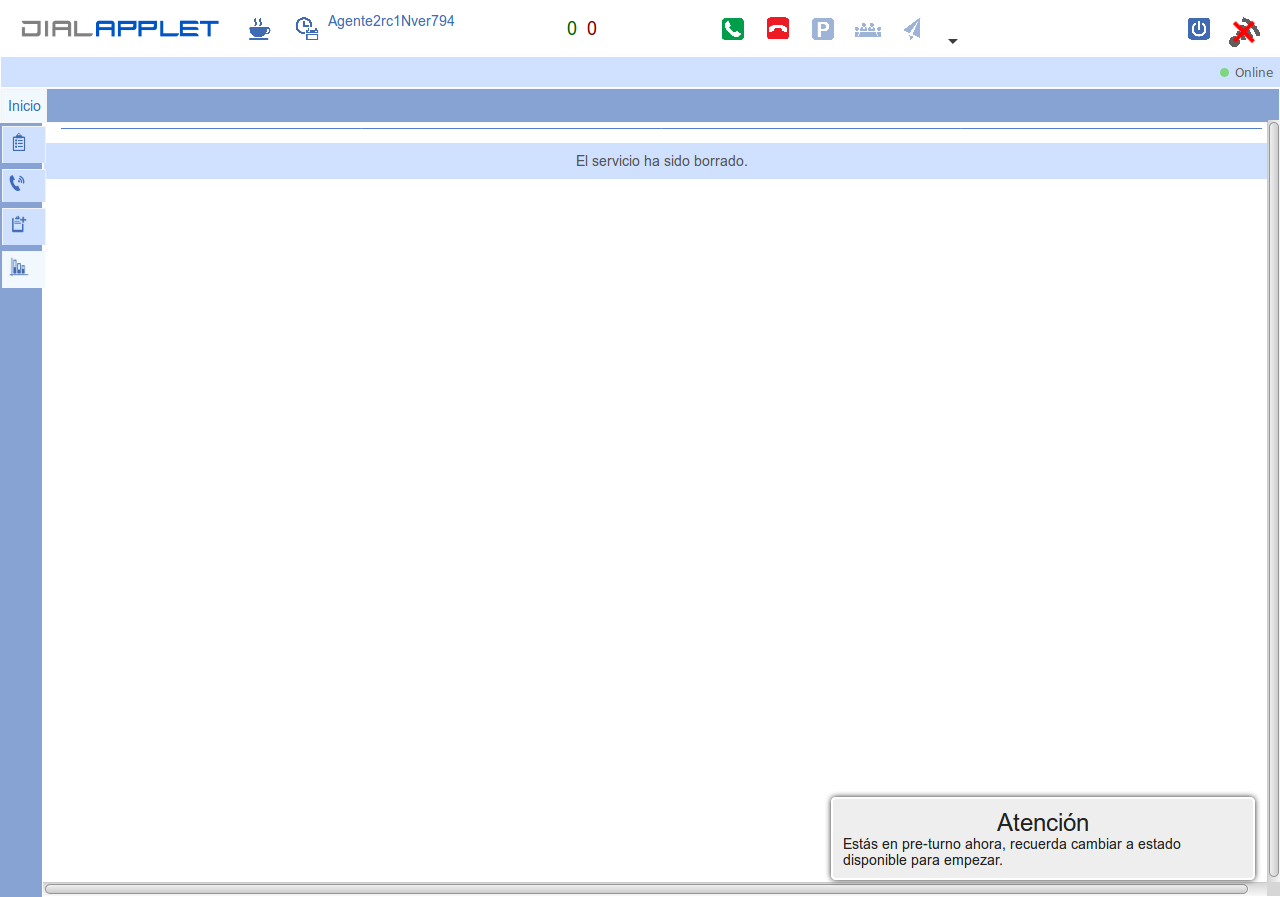 DIALAPPLET
Agente2rc1Nver794
0 0
P
Online
Inicio
El servicio ha sido borrado.
Atención
Estás en pre-turno ahora, recuerda cambiar a estado
disponible para empezar.